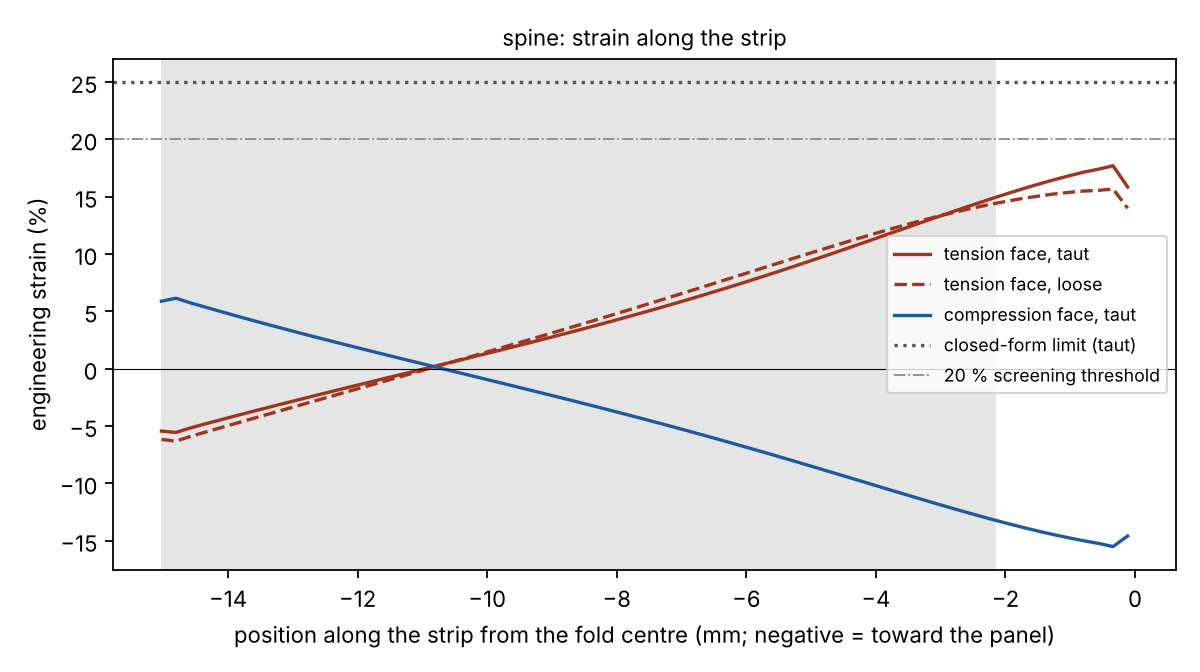 spine: strain along the strip
engineering strain (%)
25
20
15
10
5
0
−5
−10
−15
tension face, taut
tension face, loose
compression face, taut
closed-form limit (taut)
20 % screening threshold
−14 −12 −10 −8 −6 −4 −2 0
position along the strip from the fold centre (mm; negative = toward the panel)